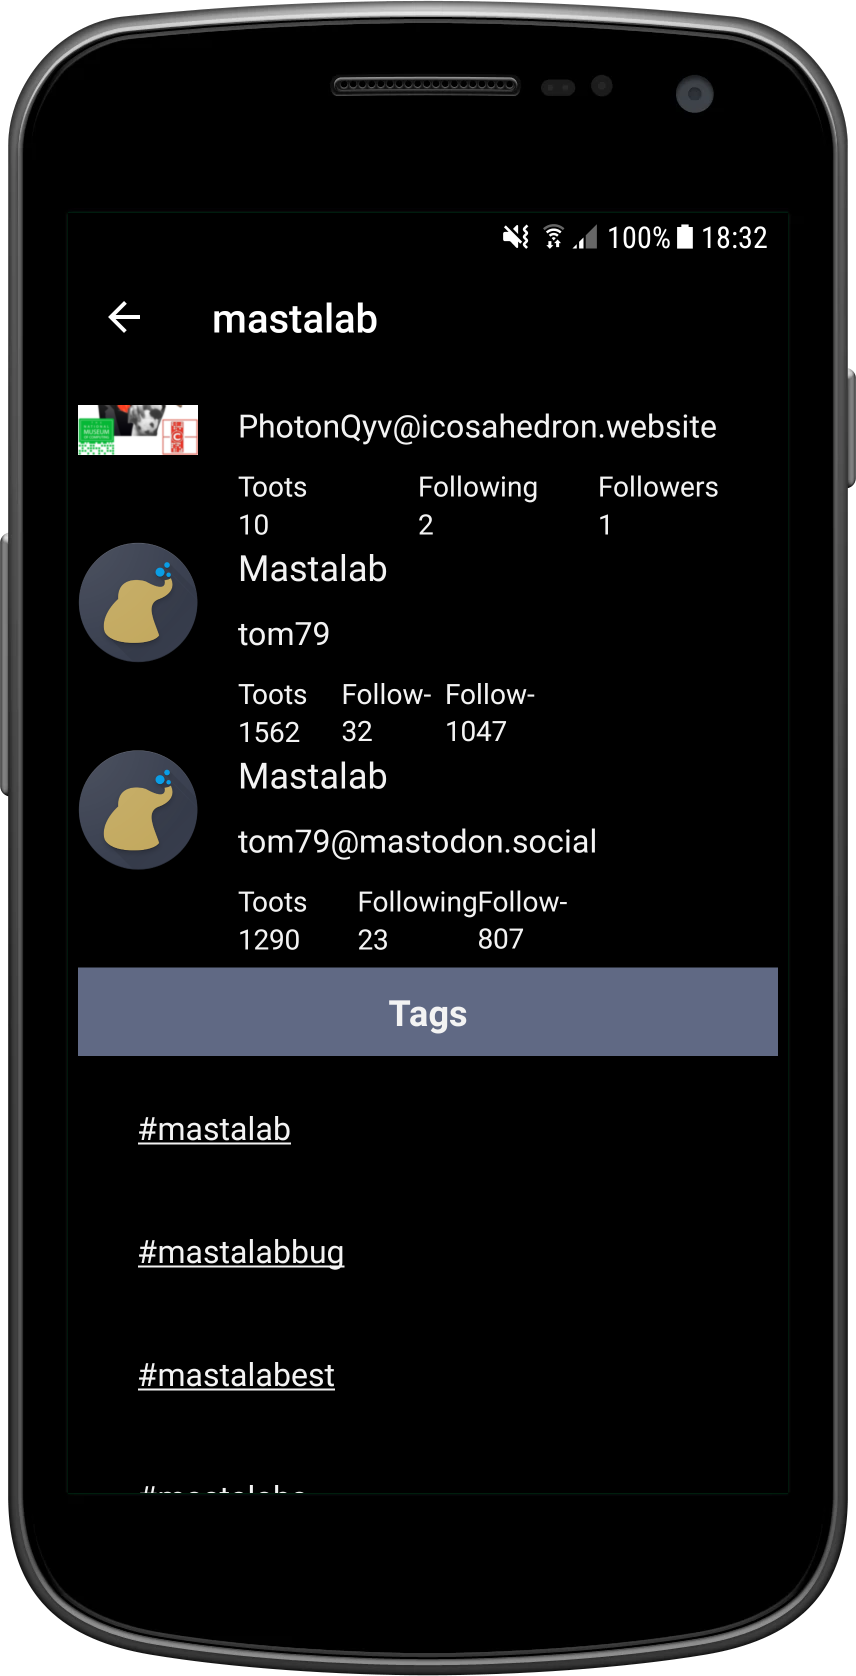 100% 18:32
mastalab
MUSEUM
PhotonQyv@icosahedron.website
Toots Following Followers
10 2 1
Mastalab
tom79
Toots Follow- Follow-
1562 32 1047
Mastalab
tom79@mastodon.social
Toots Following Follow-
1290 23 807
Tags
#mastalab
#mastalabbug
#mastalabest